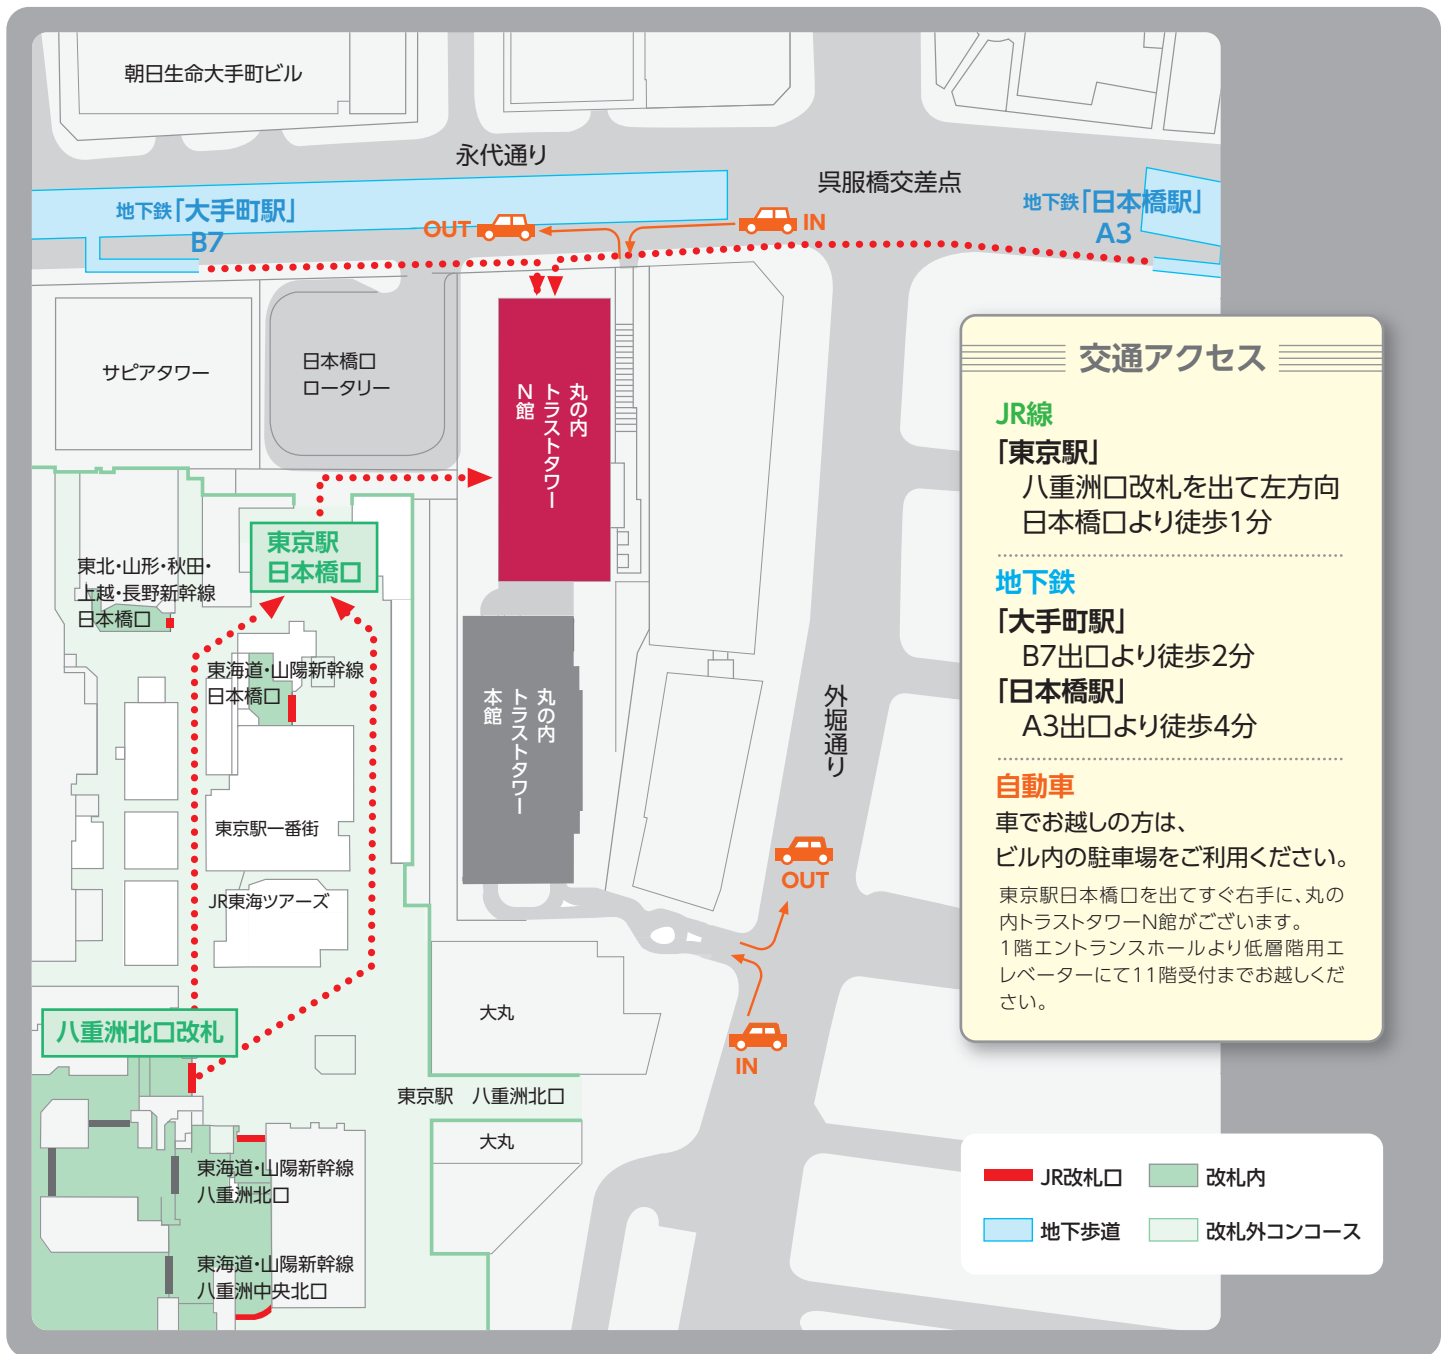 朝日生命大手町ビル
永代通り
呉服橋交差点
地下鉄「大手町駅」
B7
OUT
IN
地下鉄「日本橋駅」
A3
サピアタワー
日本橋口
ロータリー
丸の内
トラストタワー
N館
東京駅
日本橋口
東北・山形・秋田・
上越・長野新幹線
日本橋口
東海道・山陽新幹線
日本橋口
丸の内
トラストタワー
本館
外堀通り
東京駅一番街
JR東海ツアーズ
OUT
IN
八重洲北口改札
大丸
東京駅　八重洲北口
大丸
東海道・山陽新幹線
八重洲北口
東海道・山陽新幹線
八重洲中央北口
交通アクセス
JR線
「東京駅」
八重洲口改札を出て左方向
日本橋口より徒歩1分
地下鉄
「大手町駅」
B7出口より徒歩2分
「日本橋駅」
A3出口より徒歩4分
自動車
車でお越しの方は、
ビル内の駐車場をご利用ください。
東京駅日本橋口を出てすぐ右手に、丸の
内トラストタワーN館がございます。
1階エントランスホールより低層階用エ
レベーターにて11階受付までお越しくだ
さい。
JR改札口
改札内
地下歩道
改札外コンコース